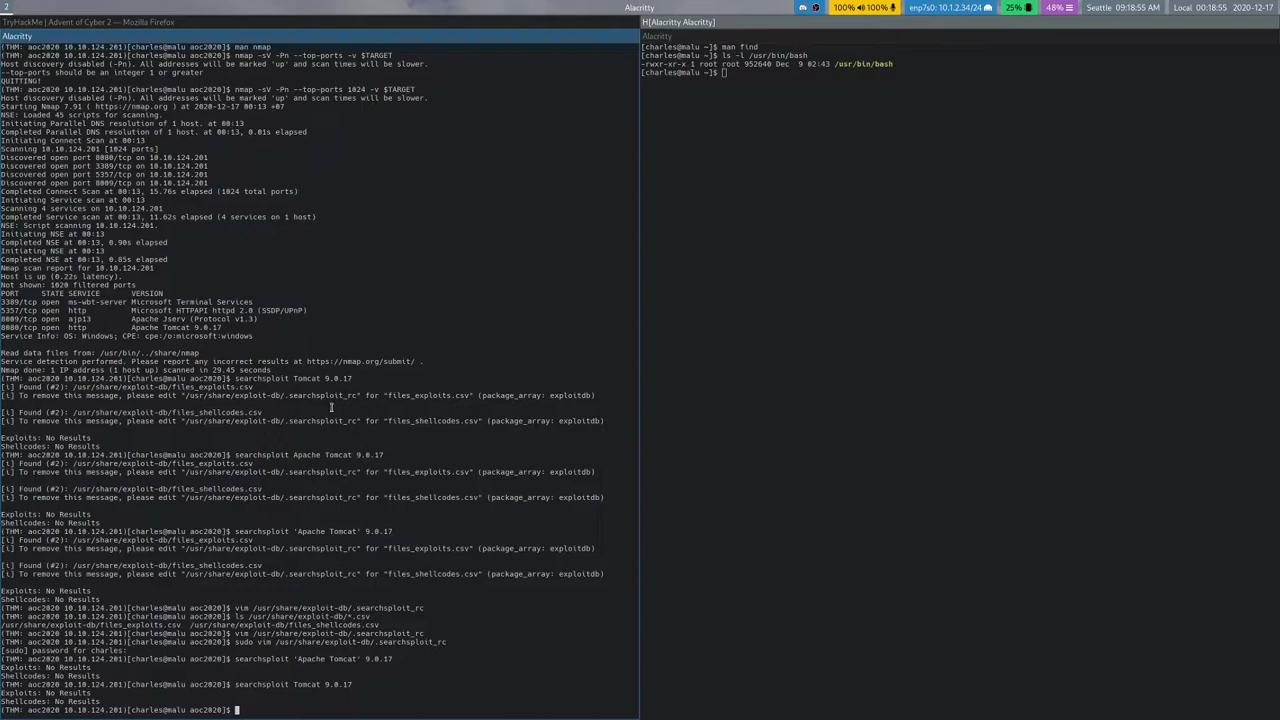 2
Alacritty
100% 100%
enp7s0: 10.1.2.34/24
25%
48%
Seattle 09:18:55
Local 00:18:55
2020-12-17
TryHackMe | Advent of Cyber 2 — Mozilla Firefox
Alacritty
(THM: aoc2020 10.10.124.201)[charles@malu aoc2020]$ man nmap
(THM: aoc2020 10.10.124.201)[charles@malu aoc2020]$ nmap -sV -Pn --top-ports -v $TARGET
Host discovery disabled (-Pn). All addresses will be marked 'up' and scan times will be slower.
--top-ports should be an integer 1 or greater
QUITTING!
(THM: aoc2020 10.10.124.201)[charles@malu aoc2020]$ nmap -sV -Pn --top-ports 1024 -v $TARGET
Host discovery disabled (-Pn). All addresses will be marked 'up' and scan times will be slower.
Starting Nmap 7.91 ( https://nmap.org ) at 2020-12-17 00:13 +07
NSE: Loaded 45 scripts for scanning.
Initiating Parallel DNS resolution of 1 host. at 00:13
Completed Parallel DNS resolution of 1 host. at 00:13, 0.01s elapsed
Initiating Connect Scan at 00:13
Scanning 10.10.124.201 [1024 ports]
Discovered open port 8080/tcp on 10.10.124.201
Discovered open port 3389/tcp on 10.10.124.201
Discovered open port 5357/tcp on 10.10.124.201
Discovered open port 8009/tcp on 10.10.124.201
Completed Connect Scan at 00:13, 15.76s elapsed (1024 total ports)
Initiating Service scan at 00:13
Scanning 4 services on 10.10.124.201
Completed Service scan at 00:13, 11.62s elapsed (4 services on 1 host)
NSE: Script scanning 10.10.124.201.
Initiating NSE at 00:13
Completed NSE at 00:13, 0.90s elapsed
Initiating NSE at 00:13
Completed NSE at 00:13, 0.85s elapsed
Nmap scan report for 10.10.124.201
Host is up (0.22s latency).
Not shown: 1020 filtered ports
PORT     STATE SERVICE       VERSION
3389/tcp open  ms-wbt-server Microsoft Terminal Services
5357/tcp open  http          Microsoft HTTPAPI httpd 2.0 (SSDP/UPnP)
8009/tcp open  ajp13         Apache Jserv (Protocol v1.3)
8080/tcp open  http          Apache Tomcat 9.0.17
Service Info: OS: Windows; CPE: cpe:/o:microsoft:windows
Read data files from: /usr/bin/../share/nmap
Service detection performed. Please report any incorrect results at https://nmap.org/submit/ .
Nmap done: 1 IP address (1 host up) scanned in 29.45 seconds
(THM: aoc2020 10.10.124.201)[charles@malu aoc2020]$ searchsploit Tomcat 9.0.17
[i] Found (#2): /usr/share/exploit-db/files_exploits.csv
[i] To remove this message, please edit "/usr/share/exploit-db/.searchsploit_rc" for "files_exploits.csv" (package_array: exploitdb)
[i] Found (#2): /usr/share/exploit-db/files_shellcodes.csv
[i] To remove this message, please edit "/usr/share/exploit-db/.searchsploit_rc" for "files_shellcodes.csv" (package_array: exploitdb)
Exploits: No Results
Shellcodes: No Results
(THM: aoc2020 10.10.124.201)[charles@malu aoc2020]$ searchsploit Apache Tomcat 9.0.17
[i] Found (#2): /usr/share/exploit-db/files_exploits.csv
[i] To remove this message, please edit "/usr/share/exploit-db/.searchsploit_rc" for "files_exploits.csv" (package_array: exploitdb)
[i] Found (#2): /usr/share/exploit-db/files_shellcodes.csv
[i] To remove this message, please edit "/usr/share/exploit-db/.searchsploit_rc" for "files_shellcodes.csv" (package_array: exploitdb)
Exploits: No Results
Shellcodes: No Results
(THM: aoc2020 10.10.124.201)[charles@malu aoc2020]$ searchsploit 'Apache Tomcat' 9.0.17
[i] Found (#2): /usr/share/exploit-db/files_exploits.csv
[i] To remove this message, please edit "/usr/share/exploit-db/.searchsploit_rc" for "files_exploits.csv" (package_array: exploitdb)
[i] Found (#2): /usr/share/exploit-db/files_shellcodes.csv
[i] To remove this message, please edit "/usr/share/exploit-db/.searchsploit_rc" for "files_shellcodes.csv" (package_array: exploitdb)
Exploits: No Results
Shellcodes: No Results
(THM: aoc2020 10.10.124.201)[charles@malu aoc2020]$ vim /usr/share/exploit-db/.searchsploit_rc
(THM: aoc2020 10.10.124.201)[charles@malu aoc2020]$ ls /usr/share/exploit-db/*.csv
/usr/share/exploit-db/files_exploits.csv  /usr/share/exploit-db/files_shellcodes.csv
(THM: aoc2020 10.10.124.201)[charles@malu aoc2020]$ vim /usr/share/exploit-db/.searchsploit_rc
(THM: aoc2020 10.10.124.201)[charles@malu aoc2020]$ sudo vim /usr/share/exploit-db/.searchsploit_rc
[sudo] password for charles:
(THM: aoc2020 10.10.124.201)[charles@malu aoc2020]$ searchsploit 'Apache Tomcat' 9.0.17
Exploits: No Results
Shellcodes: No Results
(THM: aoc2020 10.10.124.201)[charles@malu aoc2020]$ searchsploit Tomcat 9.0.17
Exploits: No Results
Shellcodes: No Results
(THM: aoc2020 10.10.124.201)[charles@malu aoc2020]$
H[Alacritty Alacritty]
Alacritty
[charles@malu ~]$ man find
[charles@malu ~]$ ls -l /usr/bin/bash
-rwxr-xr-x 1 root root 952640 Dec  9 02:43 /usr/bin/bash
[charles@malu ~]$